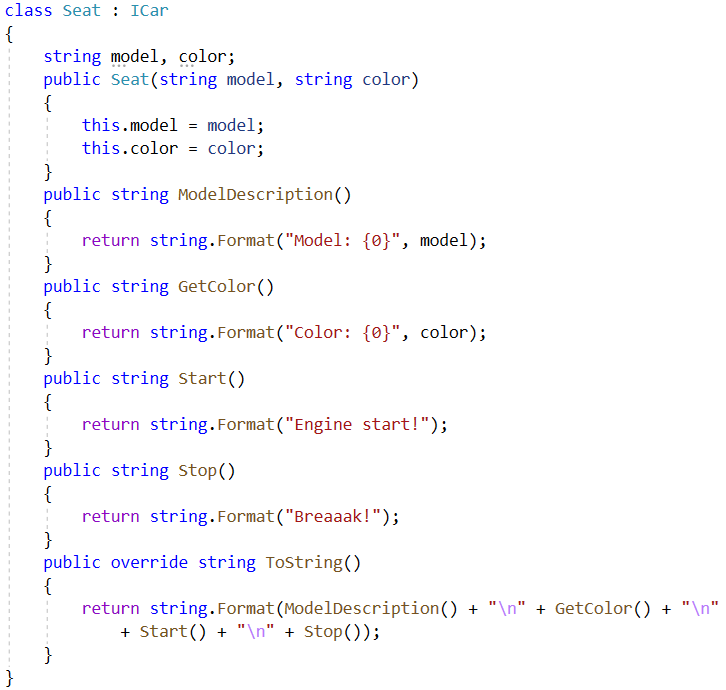 class Seat : ICar
{
    string model, color;
    public Seat(string model, string color)
    {
        this.model = model;
        this.color = color;
    }
    public string ModelDescription()
    {
        return string.Format("Model: {0}", model);
    }
    public string GetColor()
    {
        return string.Format("Color: {0}", color);
    }
    public string Start()
    {
        return string.Format("Engine start!");
    }
    public string Stop()
    {
        return string.Format("Breaaak!");
    }
    public override string ToString()
    {
        return string.Format(ModelDescription() + "\n" + GetColor() + "\n"
            + Start() + "\n" + Stop());
    }
}